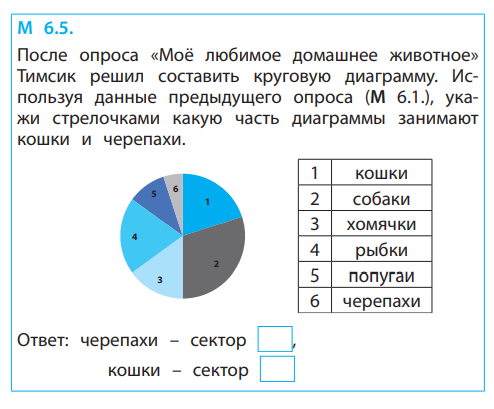 М 6.5.
После опроса «Моё любимое домашнее животное»
Тимсик решил составить круговую диаграмму. Ис-
пользуя данные предыдущего опроса (М 6.1.), ука-
жи стрелочками какую часть диаграммы занимают
кошки и черепахи.
6
5
1
4
2
3
1 кошки
2 собаки
3 хомячки
4 рыбки
5 попугаи
6 черепахи
Ответ: черепахи – сектор ,
кошки – сектор